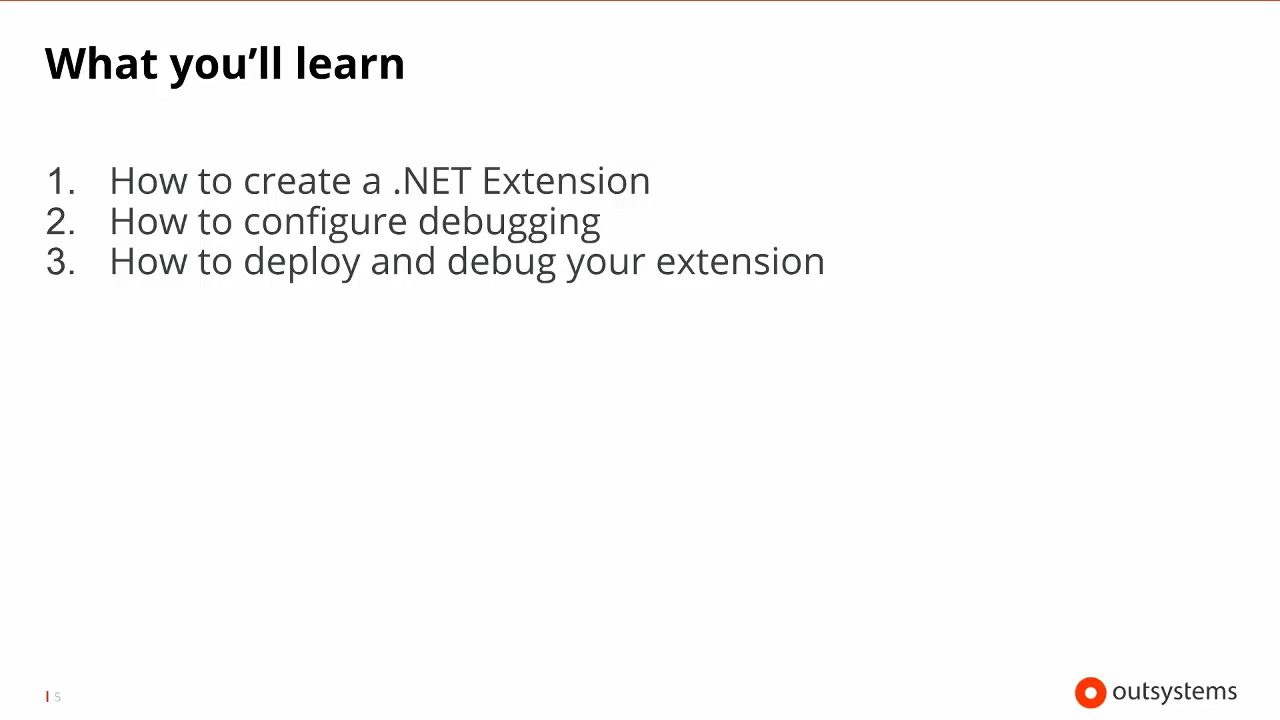 What you’ll learn
1. How to create a .NET Extension
2. How to configure debugging
3. How to deploy and debug your extension
5
outsystems